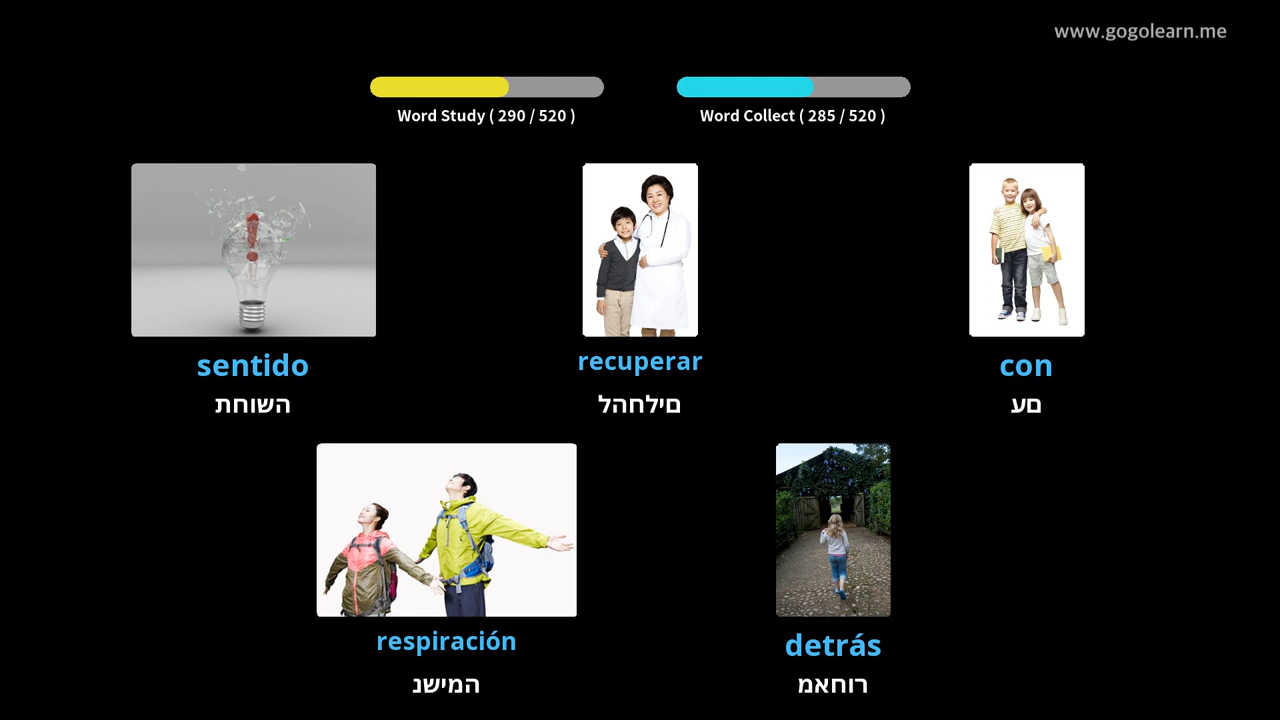 www.gogolearn.me
Word Study ( 290 / 520 )
Word Collect ( 285 / 520 )
sentido
השוחת
recuperar
םילחהל
con
םע
respiración
המישנ
detrás
רוחאמ